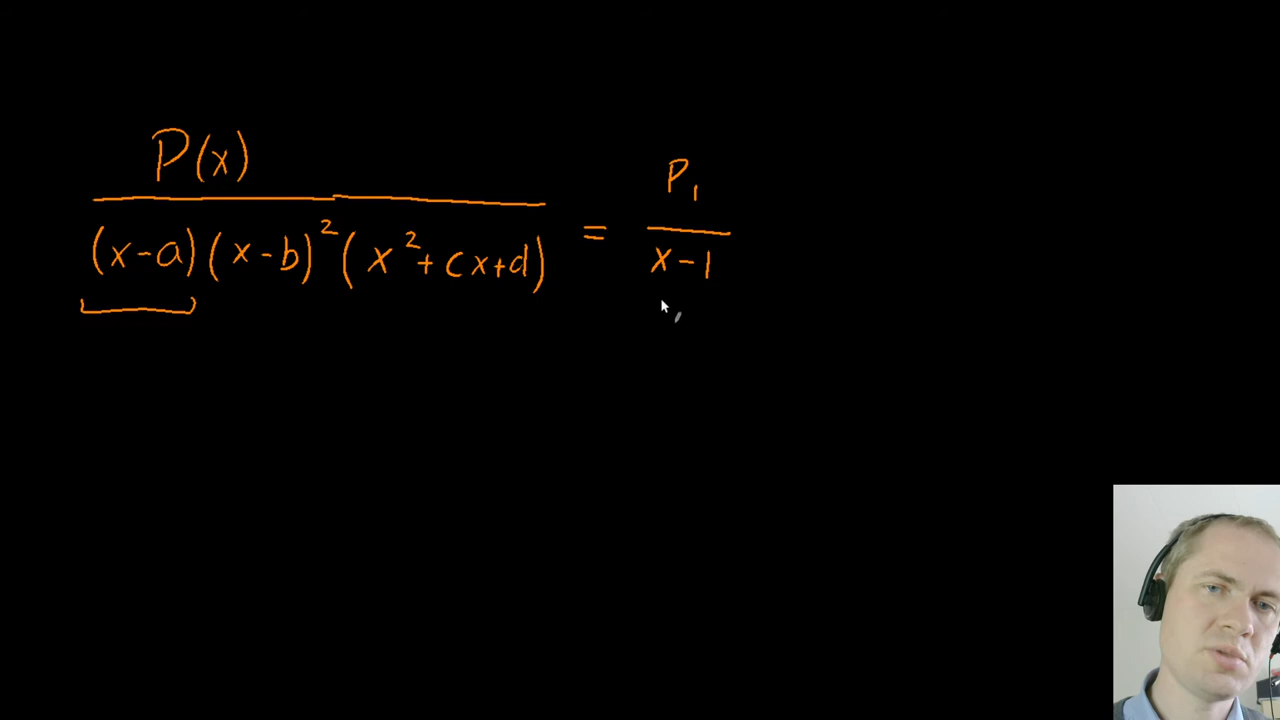 P(x)
(x-a)(x-b)²(x²+cx+d)
=
P₁
x-1